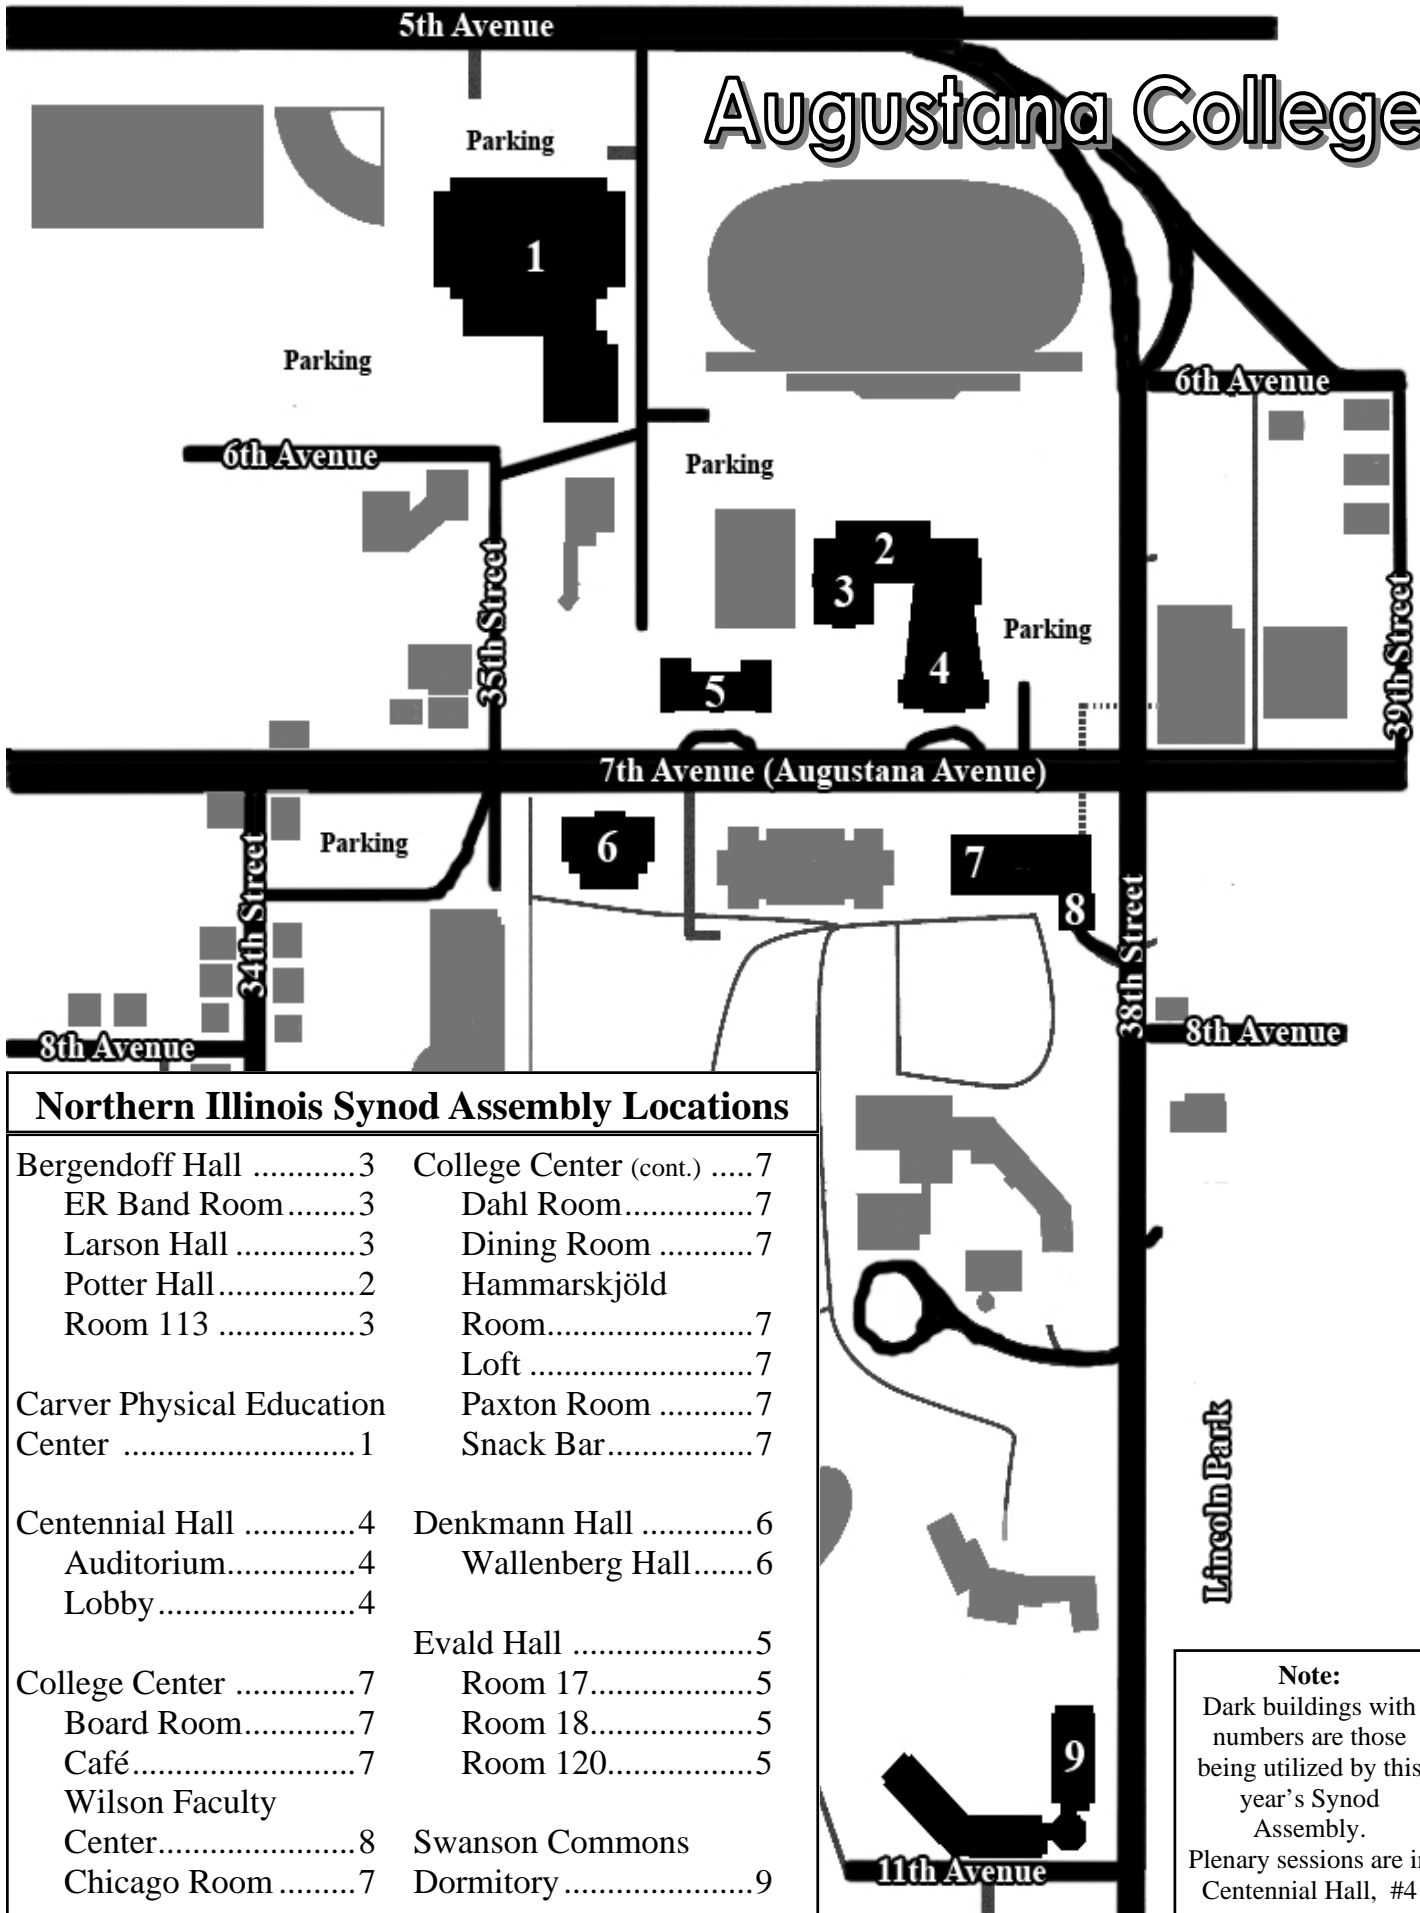 5th Avenue
Augustana College
Parking
1
Parking
6th Avenue
6th Avenue
Parking
2
3
35th Street
Parking
39th Street
4
5
7th Avenue (Augustana Avenue)
6
Parking
7
34th Street
8
38th Street
8th Avenue
8th Avenue
Northern Illinois Synod Assembly Locations
Bergendoff Hall ............3
ER Band Room........3
Larson Hall ..............3
Potter Hall................2
Room 113 ................3
Carver Physical Education
Center ...........................1
Centennial Hall ............4
Auditorium...............4
Lobby.......................4
College Center ..............7
Board Room.............7
Café..........................7
Wilson Faculty
Center.......................8
Chicago Room .........7
College Center (cont.) .....7
Dahl Room...............7
Dining Room ...........7
Hammarskjöld
Room........................7
Loft ..........................7
Paxton Room ...........7
Snack Bar.................7
Denkmann Hall .............6
Wallenberg Hall.......6
Evald Hall .....................5
Room 17...................5
Room 18...................5
Room 120.................5
Swanson Commons
Dormitory......................9
Lincoln Park
9
11th Avenue
Note:
Dark buildings with
numbers are those
being utilized by this
year’s Synod
Assembly.
Plenary sessions are in
Centennial Hall, #4